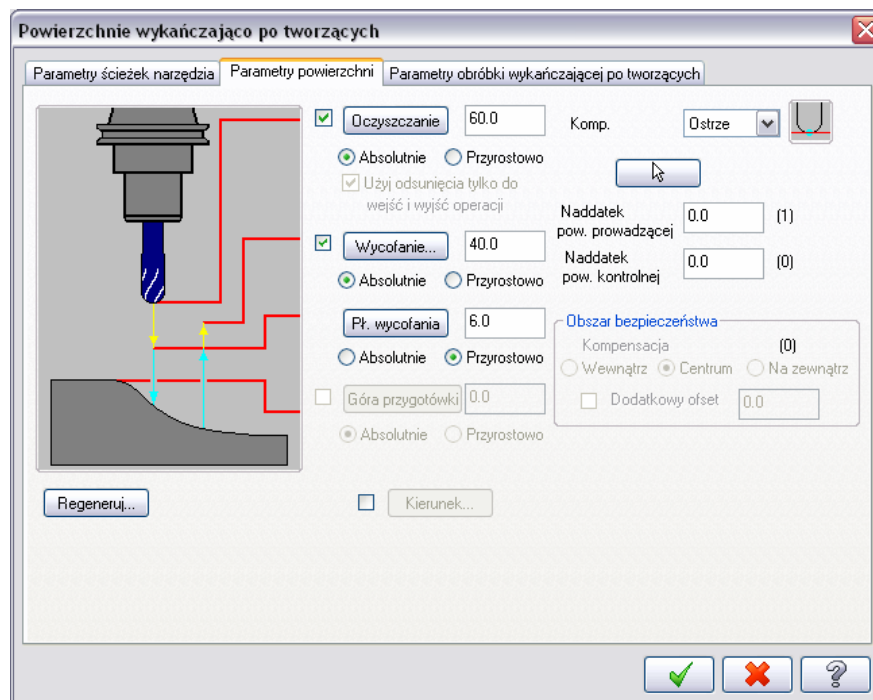 Powierzchnie wykańczająco po tworzących
Parametry ścieżek narzędzia
Parametry powierzchni
Parametry obróbki wykańczającej po tworzących
Oczyszczanie
60.0
Absolutnie
Przyrostowo
Użyj odsunięcia tylko do
wejść i wyjść operacji
Wycofanie...
40.0
Absolutnie
Przyrostowo
Pł. wycofania
6.0
Absolutnie
Przyrostowo
Góra przygotówki
0.0
Absolutnie
Przyrostowo
Komp.
Ostrze
Naddatek
pow. prowadzącej
0.0
(1)
Naddatek
pow. kontrolnej
0.0
(0)
Obszar bezpieczeństwa
Kompensacja
(0)
Wewnątrz
Centrum
Na zewnątrz
Dodatkowy ofset
0.0
Regeneruj...
Kierunek...